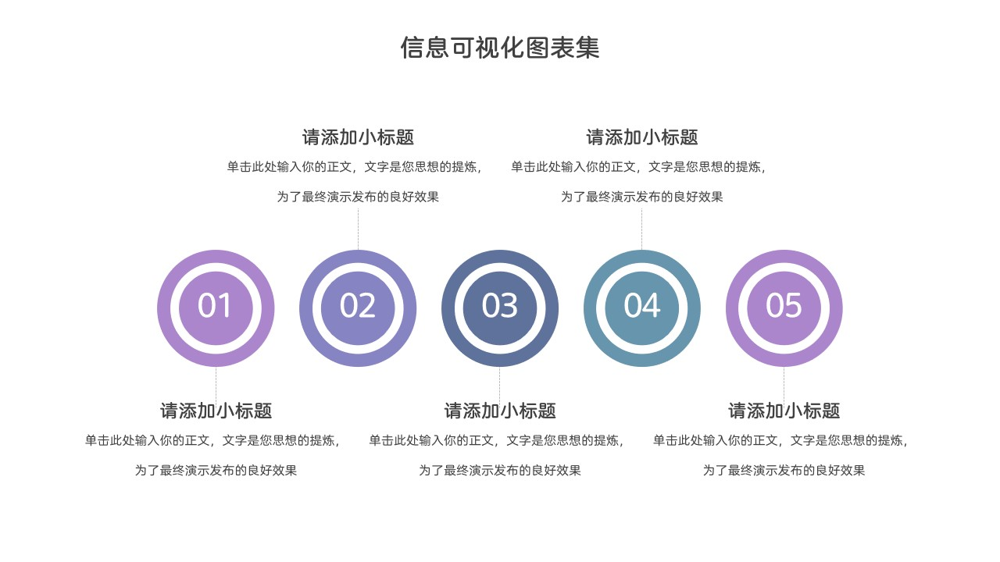 信息可视化图表集
请添加小标题
单击此处输入你的正文，文字是您思想的提炼，
为了最终演示发布的良好效果
请添加小标题
单击此处输入你的正文，文字是您思想的提炼，
为了最终演示发布的良好效果
01
02
03
04
05
请添加小标题
单击此处输入你的正文，文字是您思想的提炼，
为了最终演示发布的良好效果
请添加小标题
单击此处输入你的正文，文字是您思想的提炼，
为了最终演示发布的良好效果
请添加小标题
单击此处输入你的正文，文字是您思想的提炼，
为了最终演示发布的良好效果